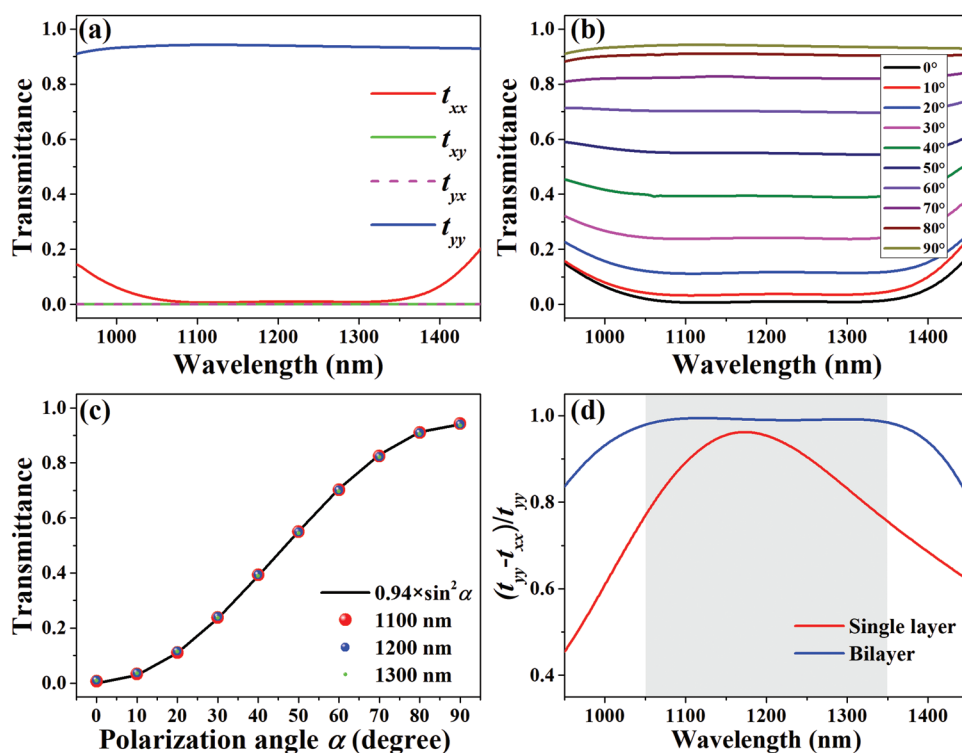 (a)
Transmittance
1.0
0.8
0.6
0.4
0.2
0.0
t_xx
t_xy
t_yx
t_yy
1000 1100 1200 1300 1400
Wavelength (nm)
(b)
Transmittance
1.0
0.8
0.6
0.4
0.2
0.0
0°
10°
20°
30°
40°
50°
60°
70°
80°
90°
1000 1100 1200 1300 1400
Wavelength (nm)
(c)
Transmittance
1.0
0.8
0.6
0.4
0.2
0.0
0.94×sin²α
1100 nm
1200 nm
1300 nm
0 10 20 30 40 50 60 70 80 90
Polarization angle α (degree)
(d)
(t_yy-t_xx)/t_yy
1.0
0.8
0.6
0.4
Single layer
Bilayer
1000 1100 1200 1300 1400
Wavelength (nm)